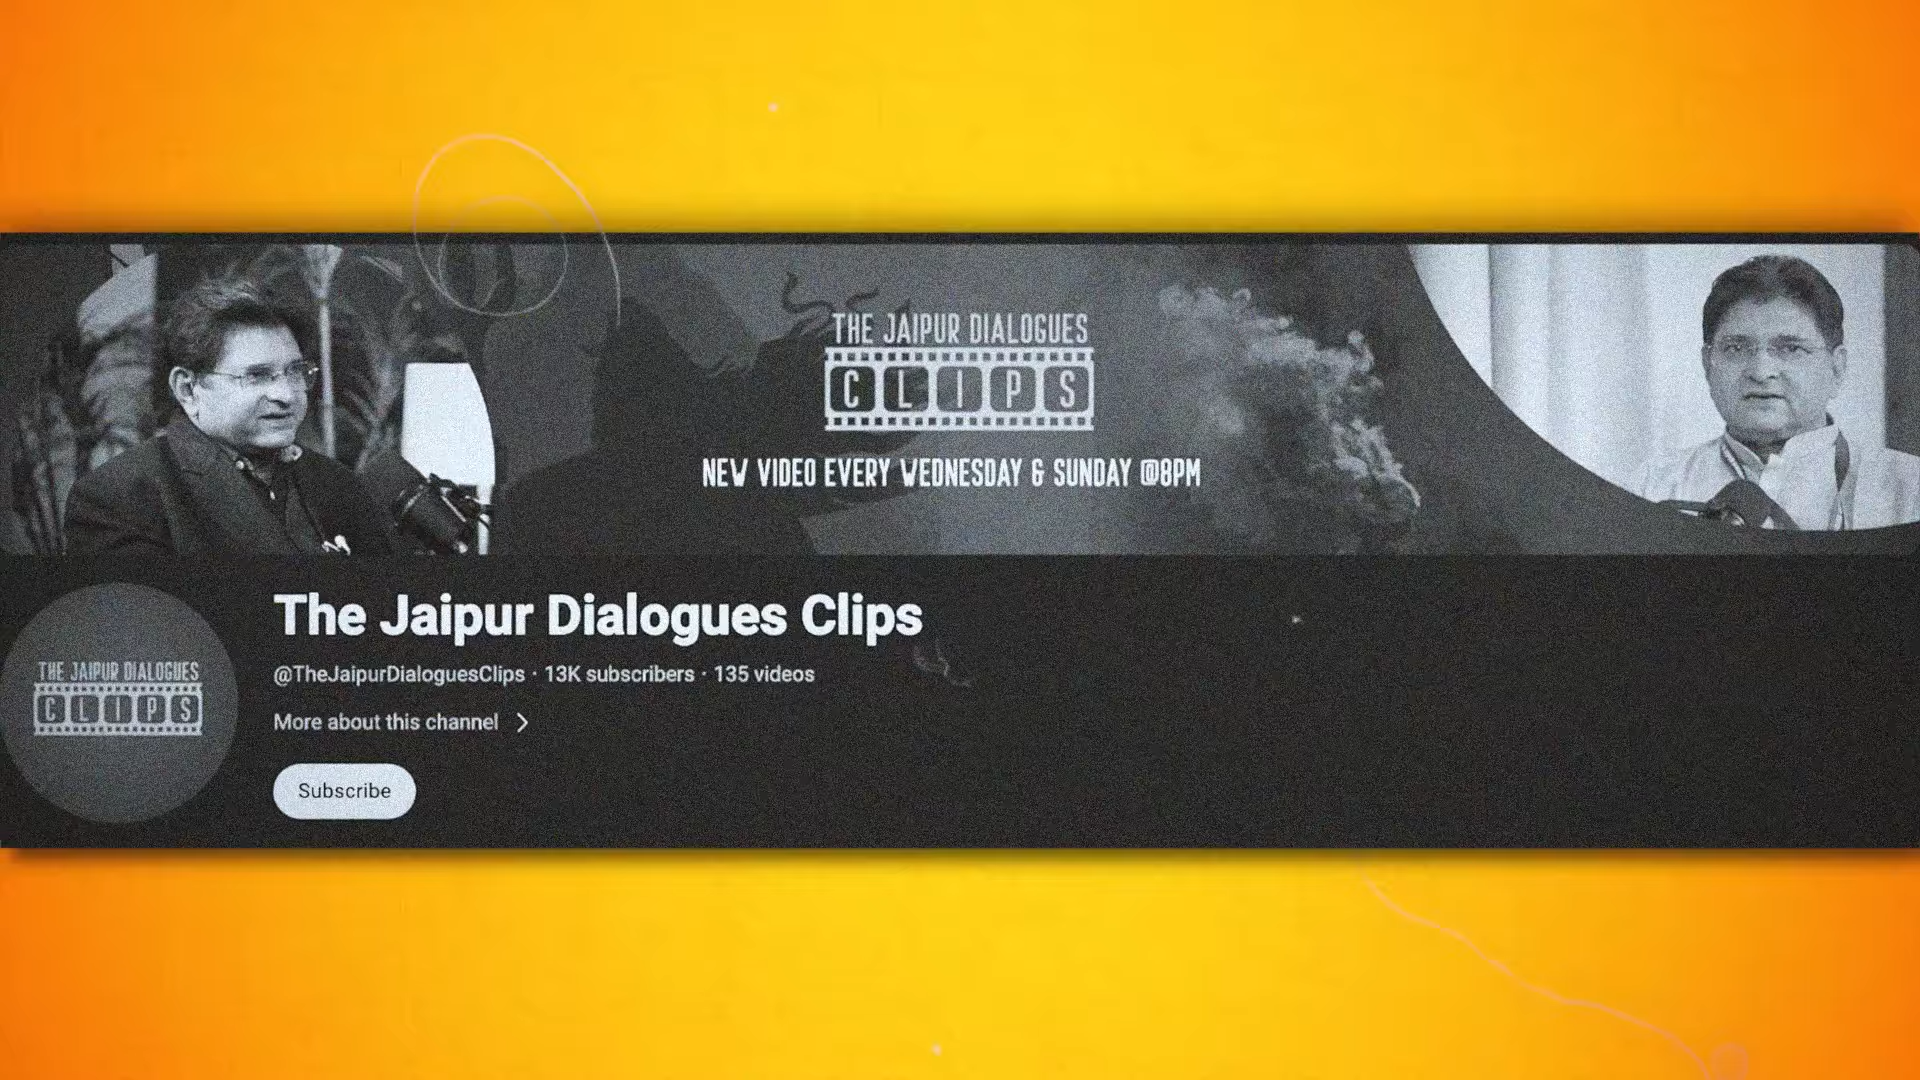 THE JAIPUR DIALOGUES
CLIPS
NEW VIDEO EVERY WEDNESDAY & SUNDAY @8PM
The Jaipur Dialogues Clips
@TheJaipurDialoguesClips · 13K subscribers · 135 videos
More about this channel
Subscribe
THE JAIPUR DIALOGUES
CLIPS